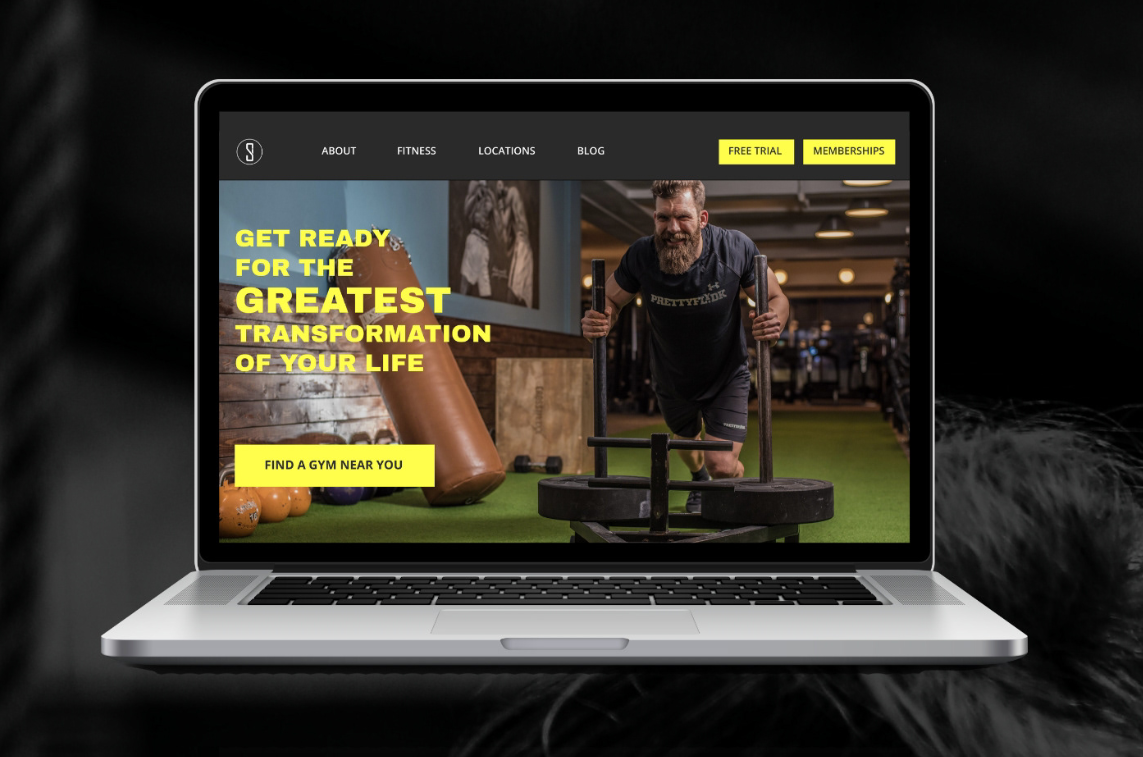 ABOUT
FITNESS
LOCATIONS
BLOG
FREE TRIAL
MEMBERSHIPS
GET READY
FOR THE
GREATEST
TRANSFORMATION
OF YOUR LIFE
FIND A GYM NEAR YOU